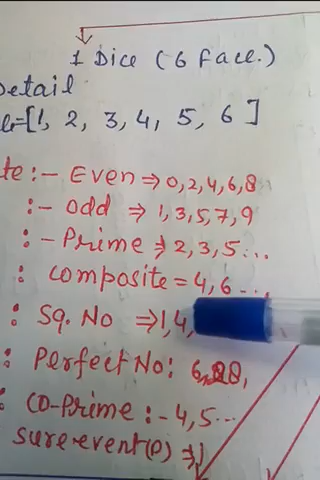 1 Dice (6 face.)
Detail
=[1, 2, 3, 4, 5, 6]
te :- Even ⇒ 0,2,4,6,8
:- odd ⇒ 1,3,5,7,9
:- Prime ⇒ 2,3,5...
: Composite = 4,6...
: Sq. No ⇒ 1,4,
: Perfect No: 6,28,
: Co-Prime :- 4,5...
sure event(P) ⇒ 1